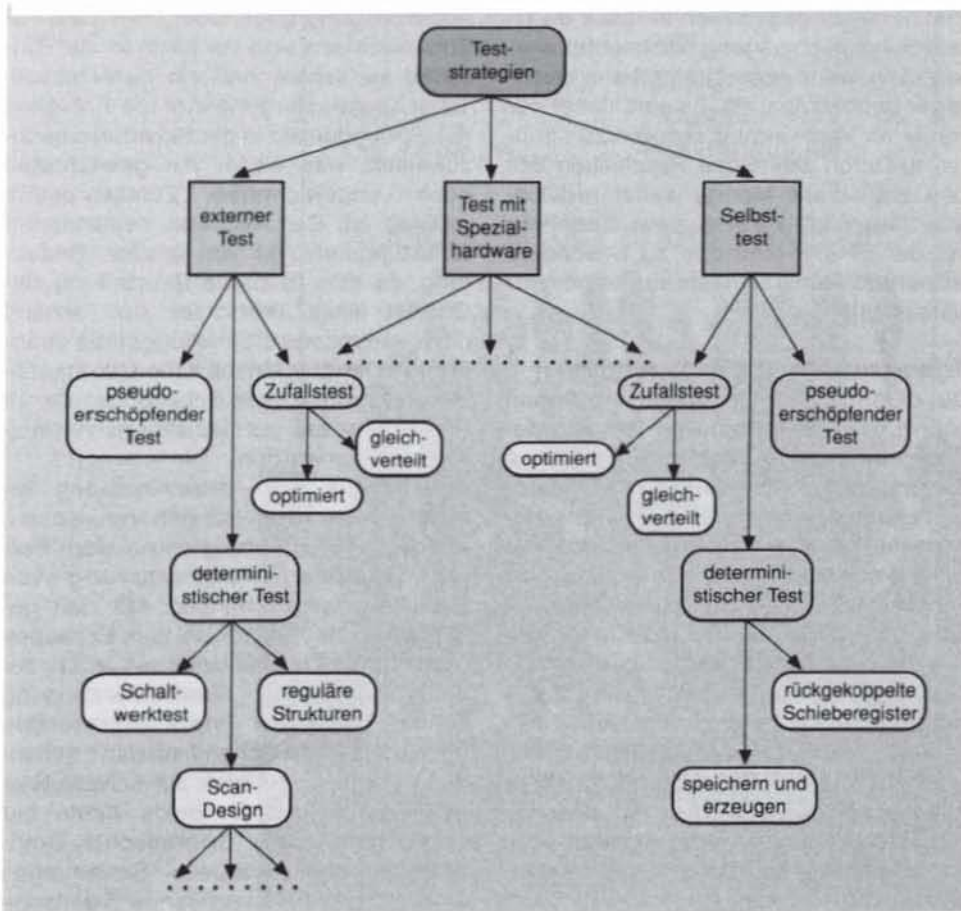 Test-
strategien
externer
Test
Test mit
Spezial-
hardware
Selbst-
test
pseudo-
erschöpfender
Test
Zufallstest
gleich-
verteilt
optimiert
Zufallstest
pseudo-
erschöpfender
Test
optimiert
gleich-
verteilt
determini-
stischer Test
determini-
stischer Test
Schalt-
werktest
reguläre
Strukturen
rückgekoppelte
Schieberegister
Scan-
Design
speichern und
erzeugen